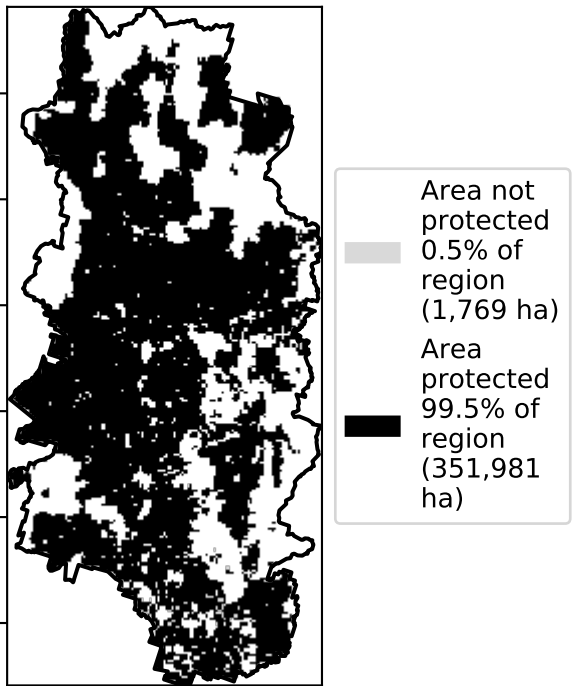 Area not
protected
0.5% of
region
(1,769 ha)
Area
protected
99.5% of
region
(351,981
ha)